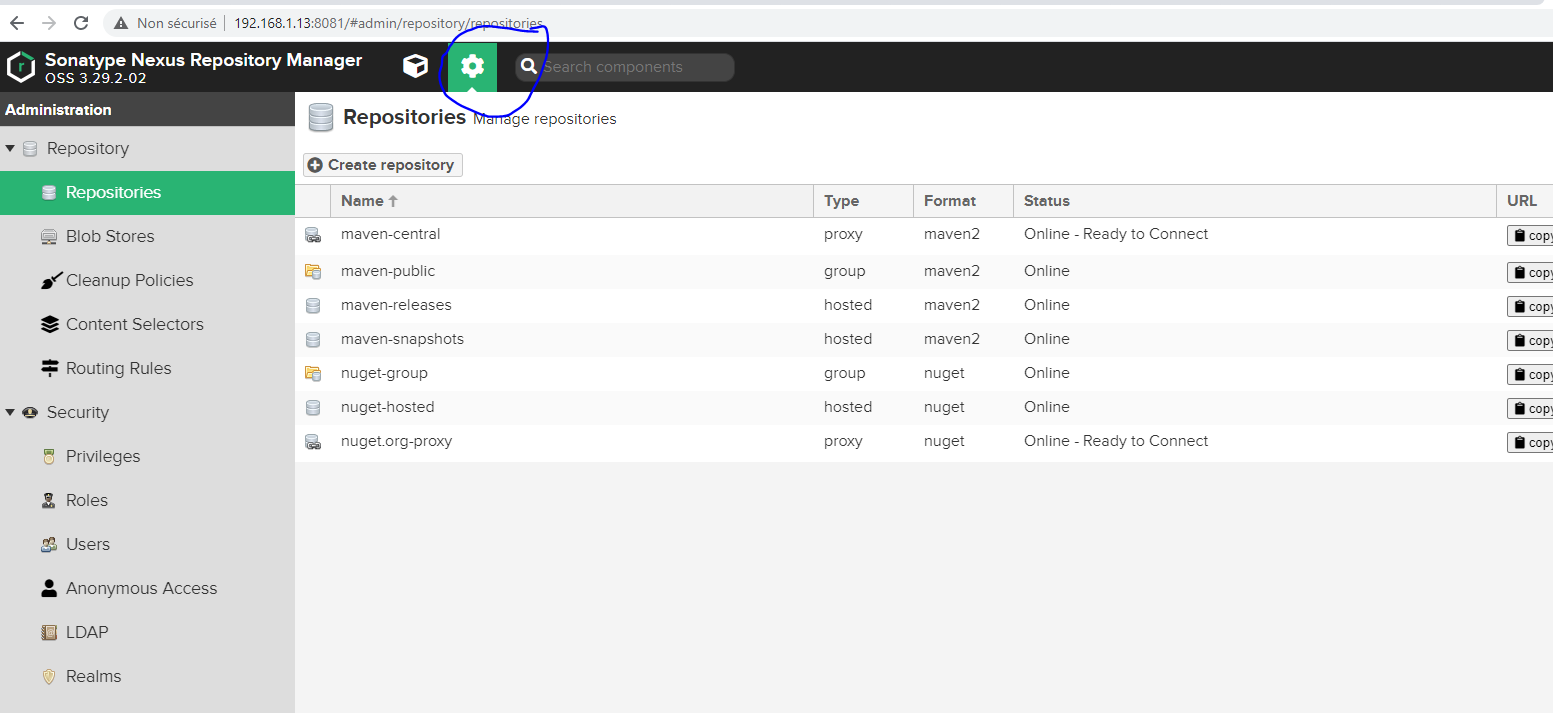 Non sécurisé 192.168.1.13:8081/#admin/repository/repositories
Sonatype Nexus Repository Manager
OSS 3.29.2-02
Search components
Administration
Repositories Manage repositories
Repository
Create repository
Repositories
Name Type Format Status URL
Blob Stores
maven-central proxy maven2 Online - Ready to Connect copy
Cleanup Policies
maven-public group maven2 Online copy
maven-releases hosted maven2 Online copy
Content Selectors
maven-snapshots hosted maven2 Online copy
Routing Rules
nuget-group group nuget Online copy
Security
nuget-hosted hosted nuget Online copy
nuget.org-proxy proxy nuget Online - Ready to Connect copy
Privileges
Roles
Users
Anonymous Access
LDAP
Realms